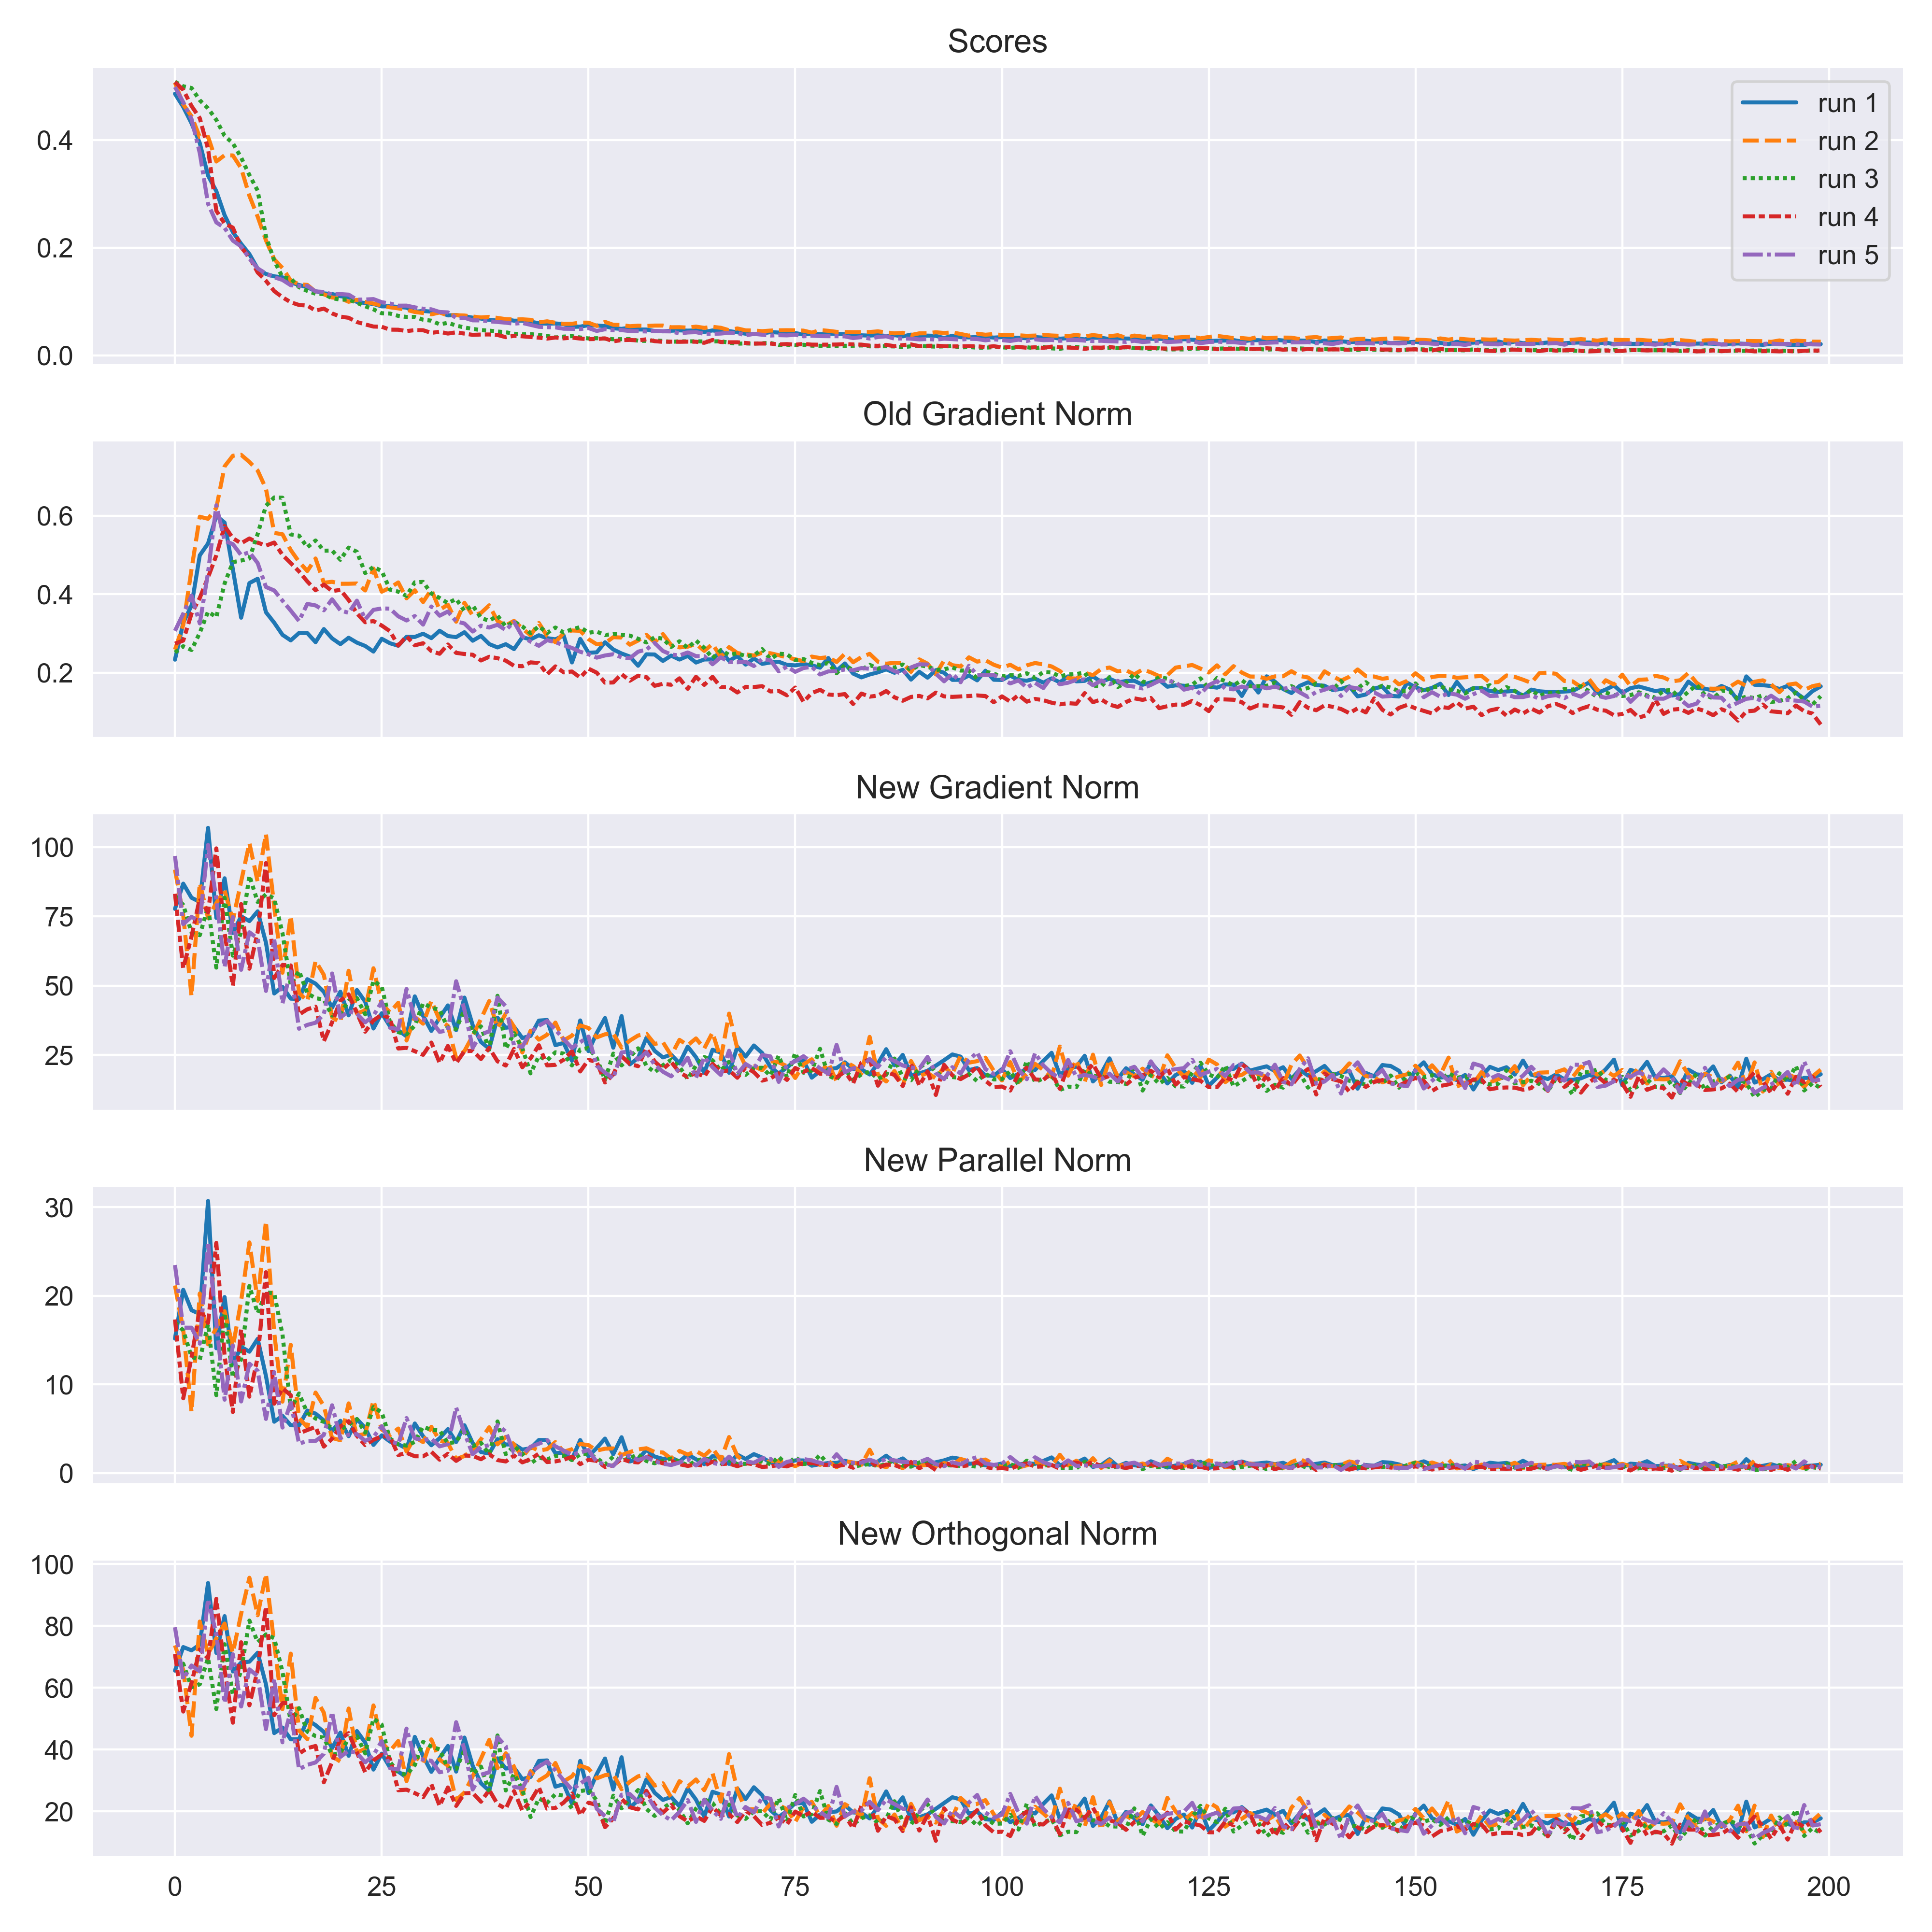 Scores
0.4
0.2
0.0
run 1
run 2
run 3
run 4
run 5
Old Gradient Norm
0.6
0.4
0.2
New Gradient Norm
100
75
50
25
New Parallel Norm
30
20
10
0
New Orthogonal Norm
100
80
60
40
20
0 25 50 75 100 125 150 175 200